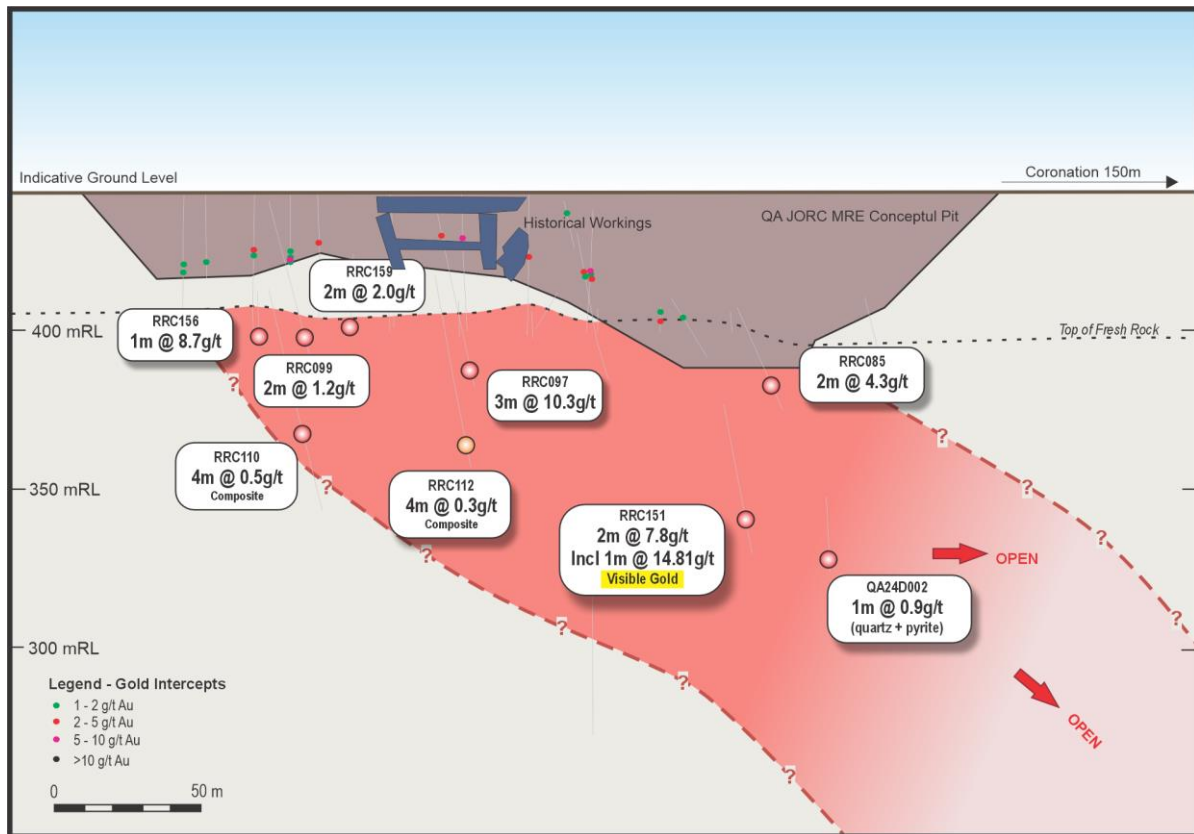 Indicative Ground Level
Coronation 150m
Historical Workings
QA JORC MRE Conceptul Pit
RRC159
2m @ 2.0g/t
400 mRL
RRC156
1m @ 8.7g/t
Top of Fresh Rock
RRC099
2m @ 1.2g/t
RRC097
3m @ 10.3g/t
RRC085
2m @ 4.3g/t
?
?
?
RRC110
4m @ 0.5g/t
Composite
RRC112
4m @ 0.3g/t
Composite
350 mRL
?
?
RRC151
2m @ 7.8g/t
Incl 1m @ 14.81g/t
Visible Gold
?
?
OPEN
QA24D002
1m @ 0.9g/t
(quartz + pyrite)
?
?
300 mRL
?
OPEN
?
Legend - Gold Intercepts
1 - 2 g/t Au
2 - 5 g/t Au
5 - 10 g/t Au
>10 g/t Au
0
50 m